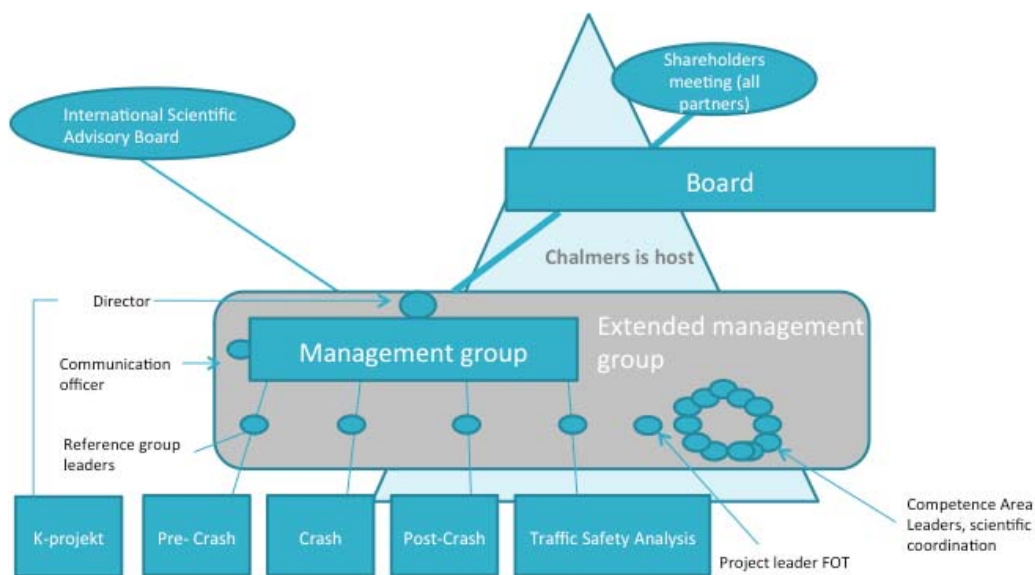 Shareholders
meeting (all
partners)
International Scientific
Advisory Board
Board
Chalmers is host
Director
Extended management
group
Management group
Communication
officer
Reference group
leaders
K-projekt
Pre- Crash
Crash
Post-Crash
Traffic Safety Analysis
Project leader FOT
Competence Area
Leaders, scientific
coordination